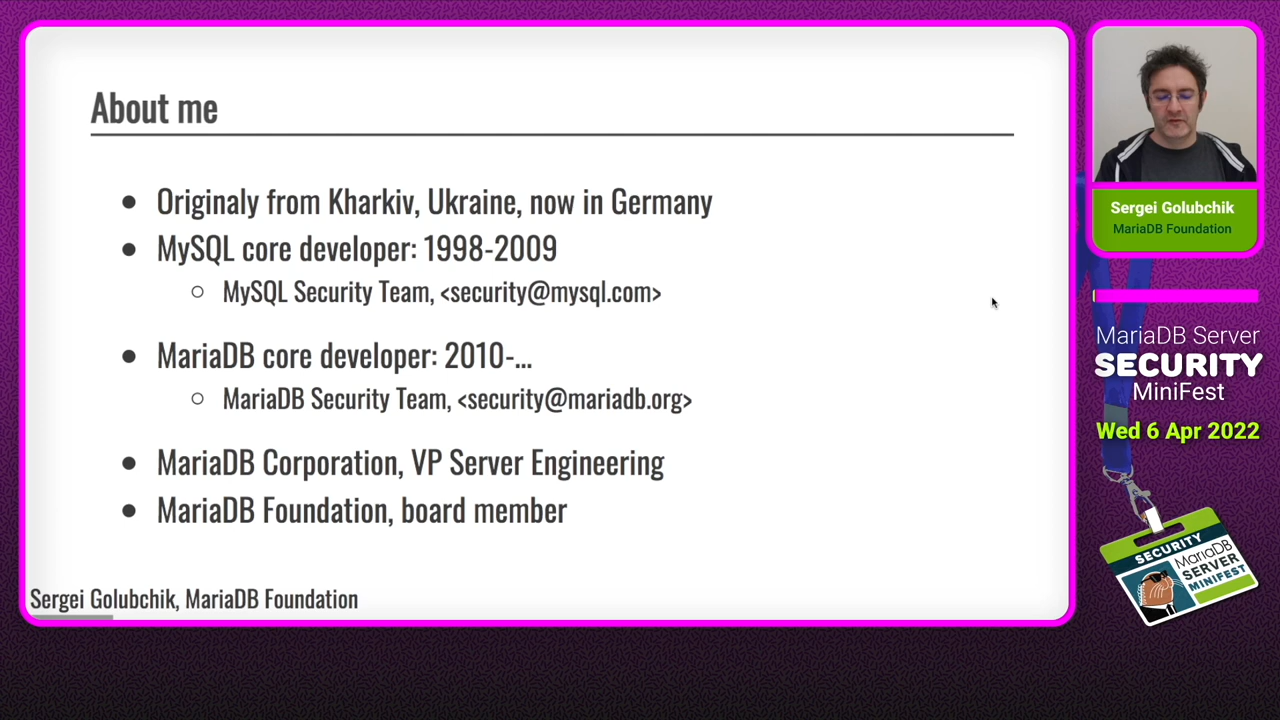 About me
Originaly from Kharkiv, Ukraine, now in Germany
MySQL core developer: 1998-2009
MySQL Security Team, <security@mysql.com>
MariaDB core developer: 2010-...
MariaDB Security Team, <security@mariadb.org>
MariaDB Corporation, VP Server Engineering
MariaDB Foundation, board member
Sergei Golubchik, MariaDB Foundation
Sergei Golubchik
MariaDB Foundation
MariaDB Server
SECURITY
MiniFest
Wed 6 Apr 2022
SECURITY
MariaDB
SERVER
MINIFEST